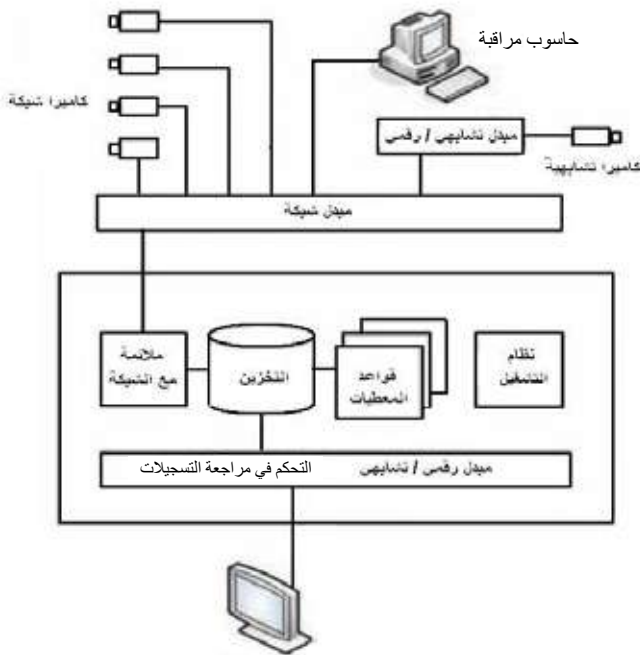 حاسوب مراقبة
كاميرا شبكة
مبدل تشابهي / رقمي
كاميرا تشابهية
مبدل شبكة
ملائمة
مع الشبكة
التخزين
قواعد
المعطيات
نظام
التشغيل
مبدل رقمي / تشابهي
التحكم في مراجعة التسجيلات